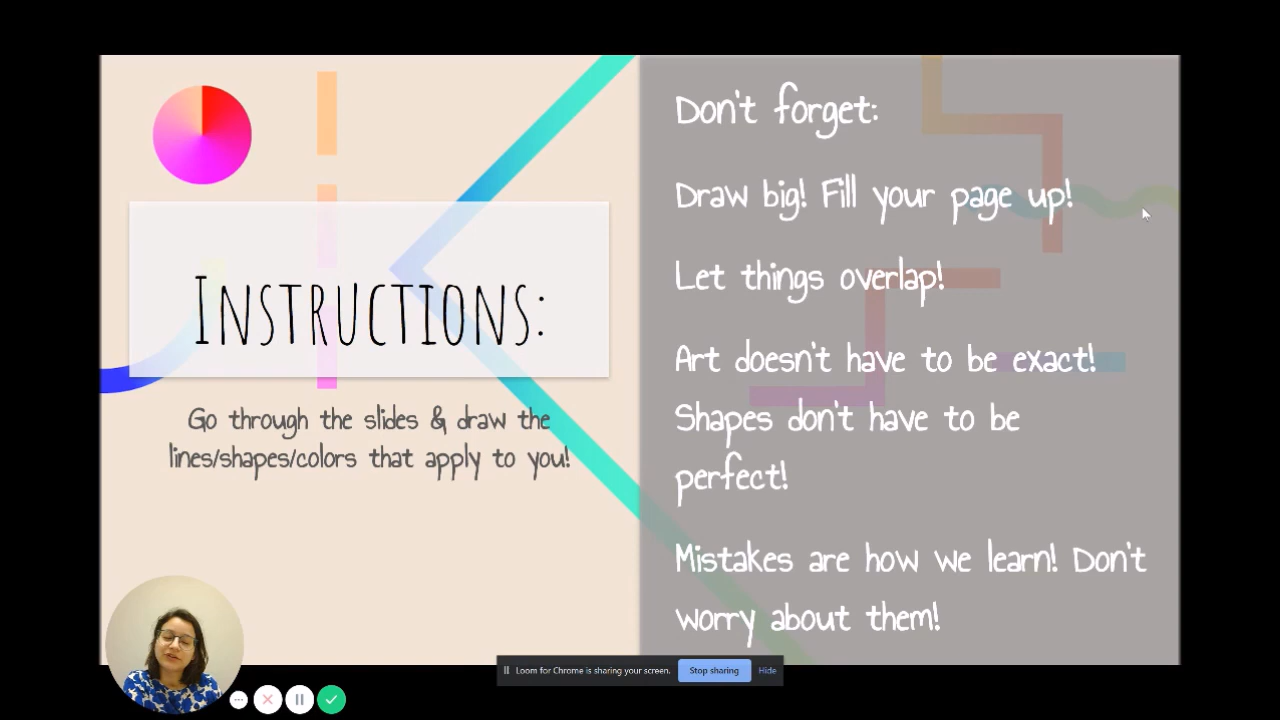 Instructions:
Go through the slides & draw the
lines/shapes/colors that apply to you!
Don't forget:
Draw big! Fill your page up!
Let things overlap!
Art doesn't have to be exact!
Shapes don't have to be
perfect!
Mistakes are how we learn! Don't
worry about them!
Loom for Chrome is sharing your screen. Stop sharing Hide